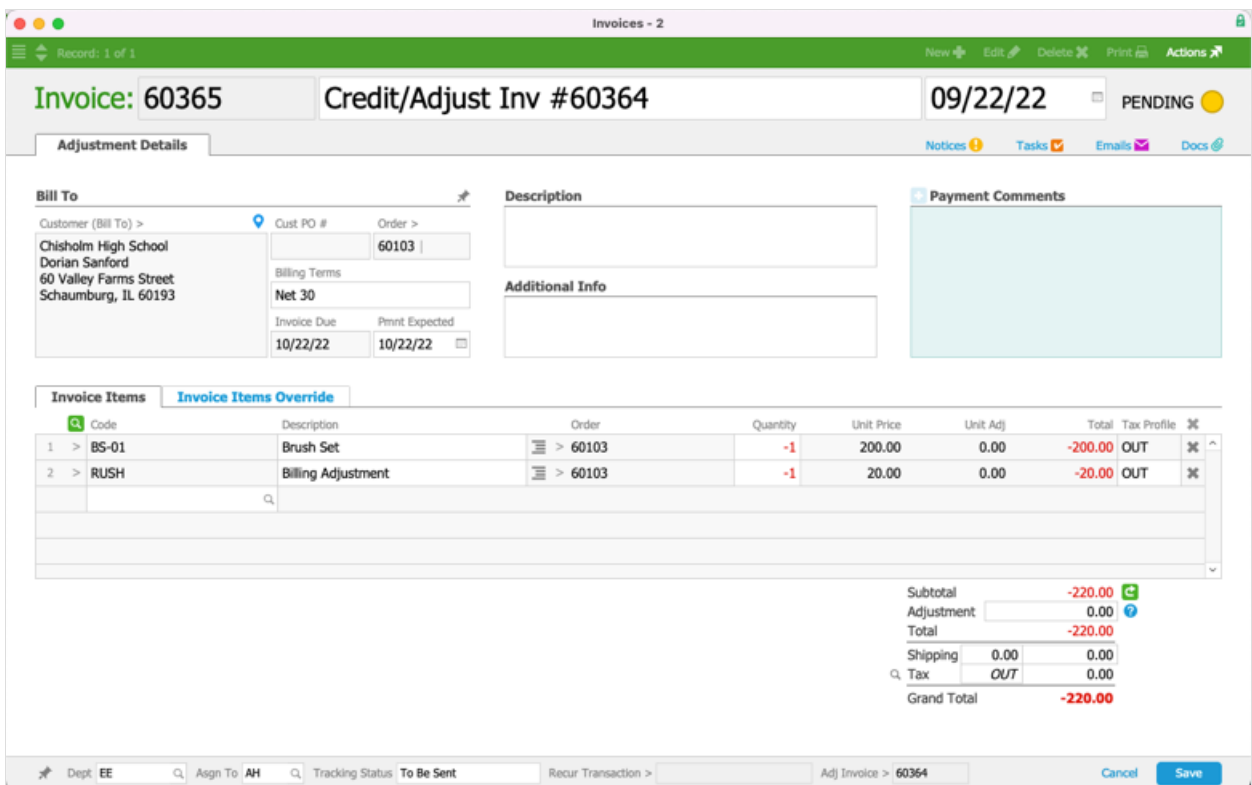 Invoices - 2
Record: 1 of 1
New Edit Delete Print Actions
Invoice: 60365 Credit/Adjust Inv #60364 09/22/22 PENDING
Adjustment Details Notices Tasks Emails Docs
Bill To Description Payment Comments
Customer (Bill To) > Cust PO # Order >
Chisholm High School 60103
Dorian Sanford
60 Valley Farms Street
Schaumburg, IL 60193
Billing Terms
Net 30
Additional Info
Invoice Due Pmnt Expected
10/22/22 10/22/22
Invoice Items Invoice Items Override
Code Description Order Quantity Unit Price Unit Adj Total Tax Profile
1 > BS-01 Brush Set > 60103 -1 200.00 0.00 -200.00 OUT
2 > RUSH Billing Adjustment > 60103 -1 20.00 0.00 -20.00 OUT
Subtotal -220.00
Adjustment 0.00 ?
Total -220.00
Shipping 0.00 0.00
Tax OUT 0.00
Grand Total -220.00
Dept EE Asgn To AH Tracking Status To Be Sent Recur Transaction > Adj Invoice > 60364 Cancel Save